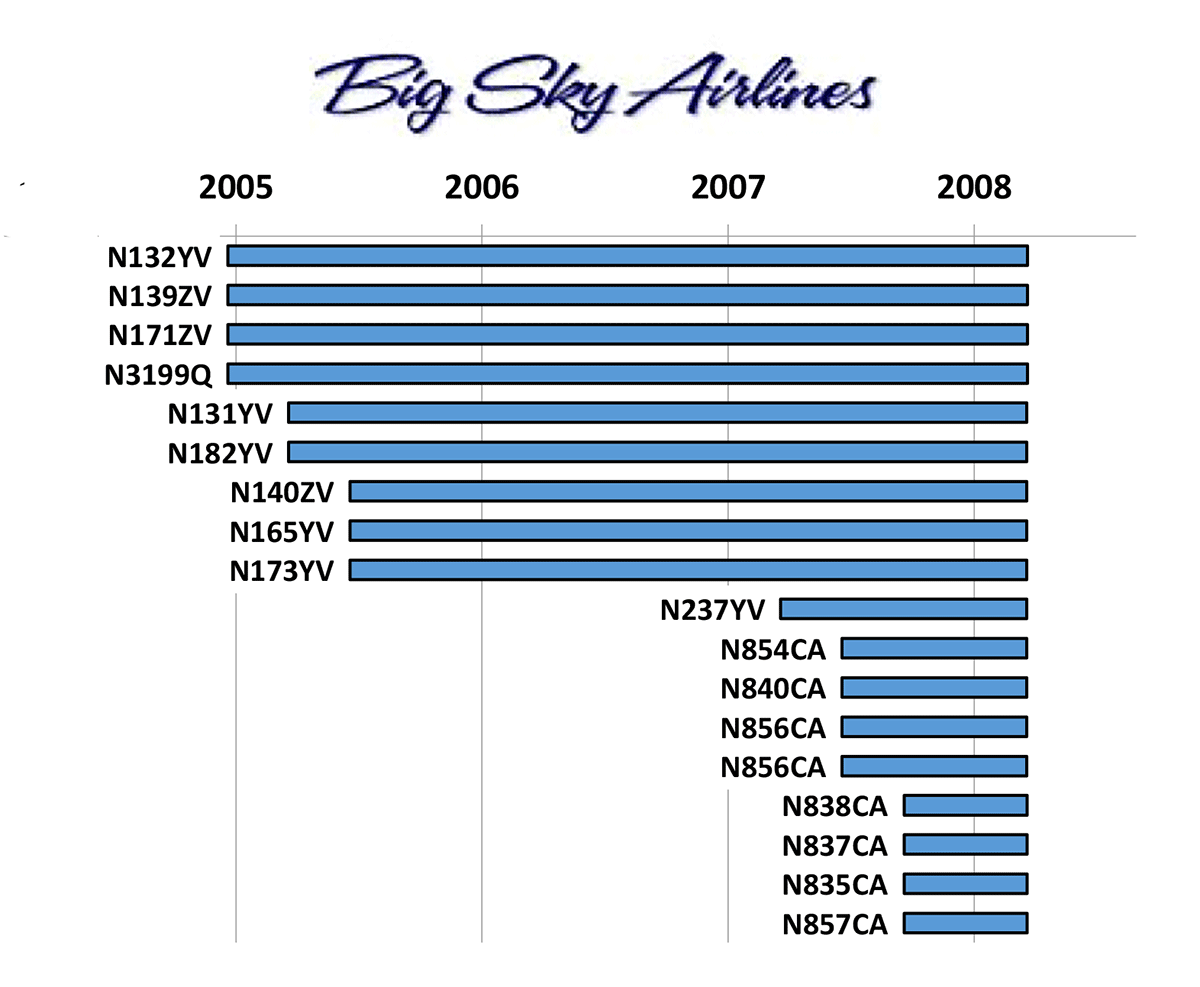 Big Sky Airlines
2005 2006 2007 2008
N132YV
N139ZV
N171ZV
N3199Q
N131YV
N182YV
N140ZV
N165YV
N173YV
N237YV
N854CA
N840CA
N856CA
N856CA
N838CA
N837CA
N835CA
N857CA